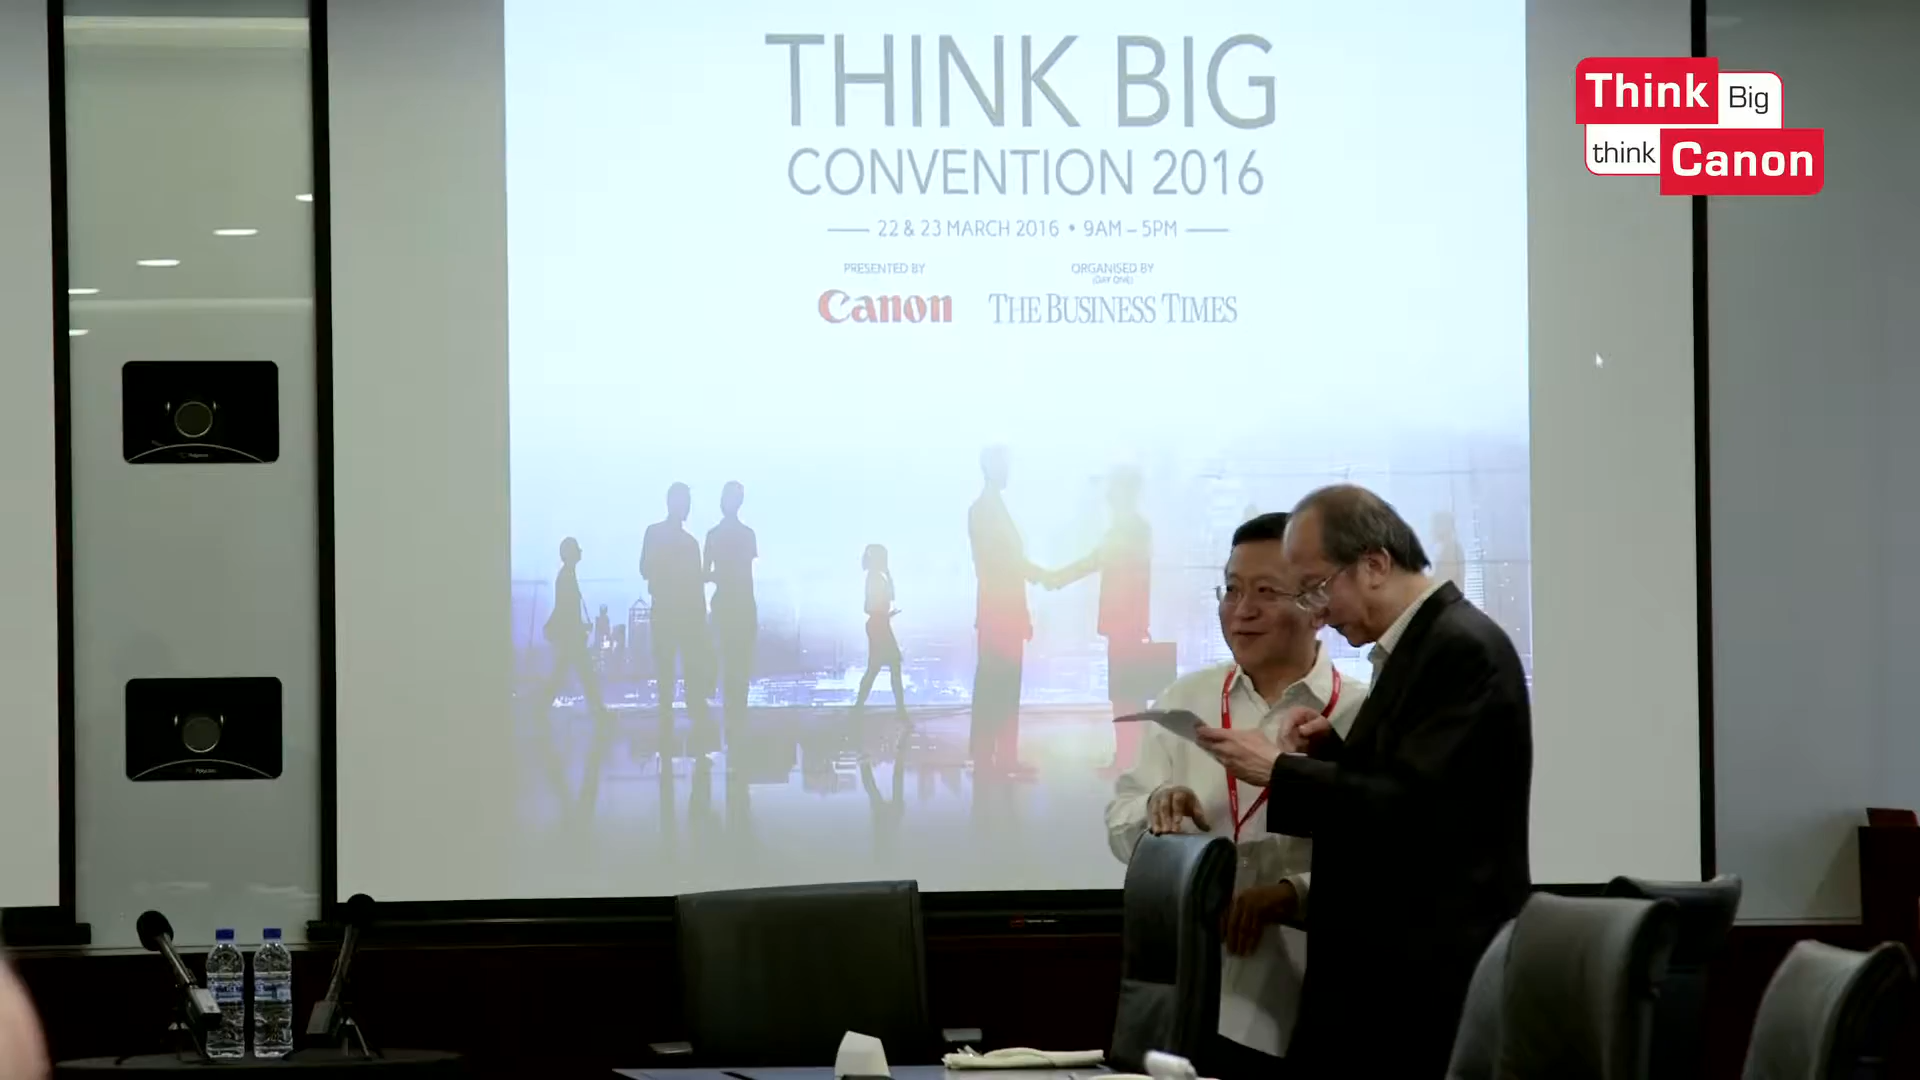 THINK BIG
CONVENTION 2016
22 & 23 MARCH 2016 • 9AM – 5PM
PRESENTED BY
Canon
ORGANISED BY
(DAY ONE)
THE BUSINESS TIMES
Think Big
think Canon